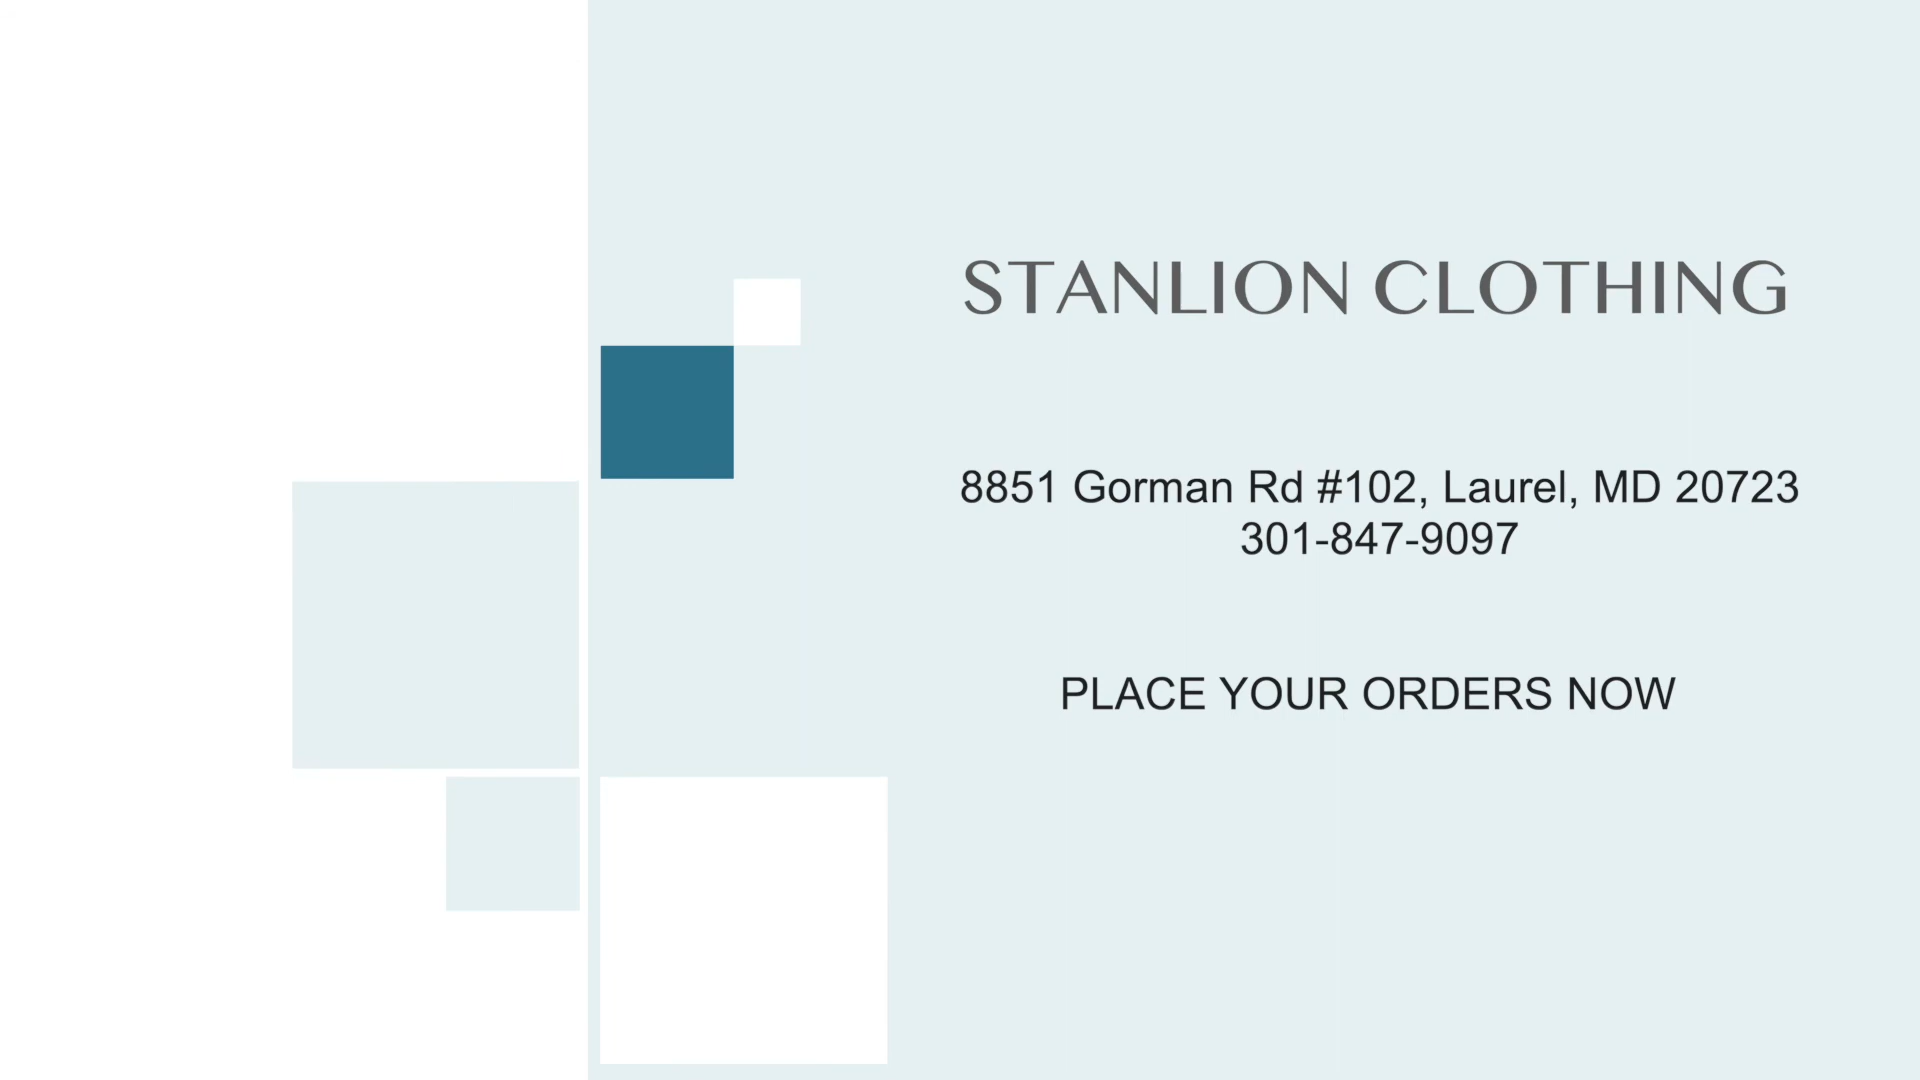 STANLION CLOTHING
8851 Gorman Rd #102, Laurel, MD 20723
301-847-9097
PLACE YOUR ORDERS NOW